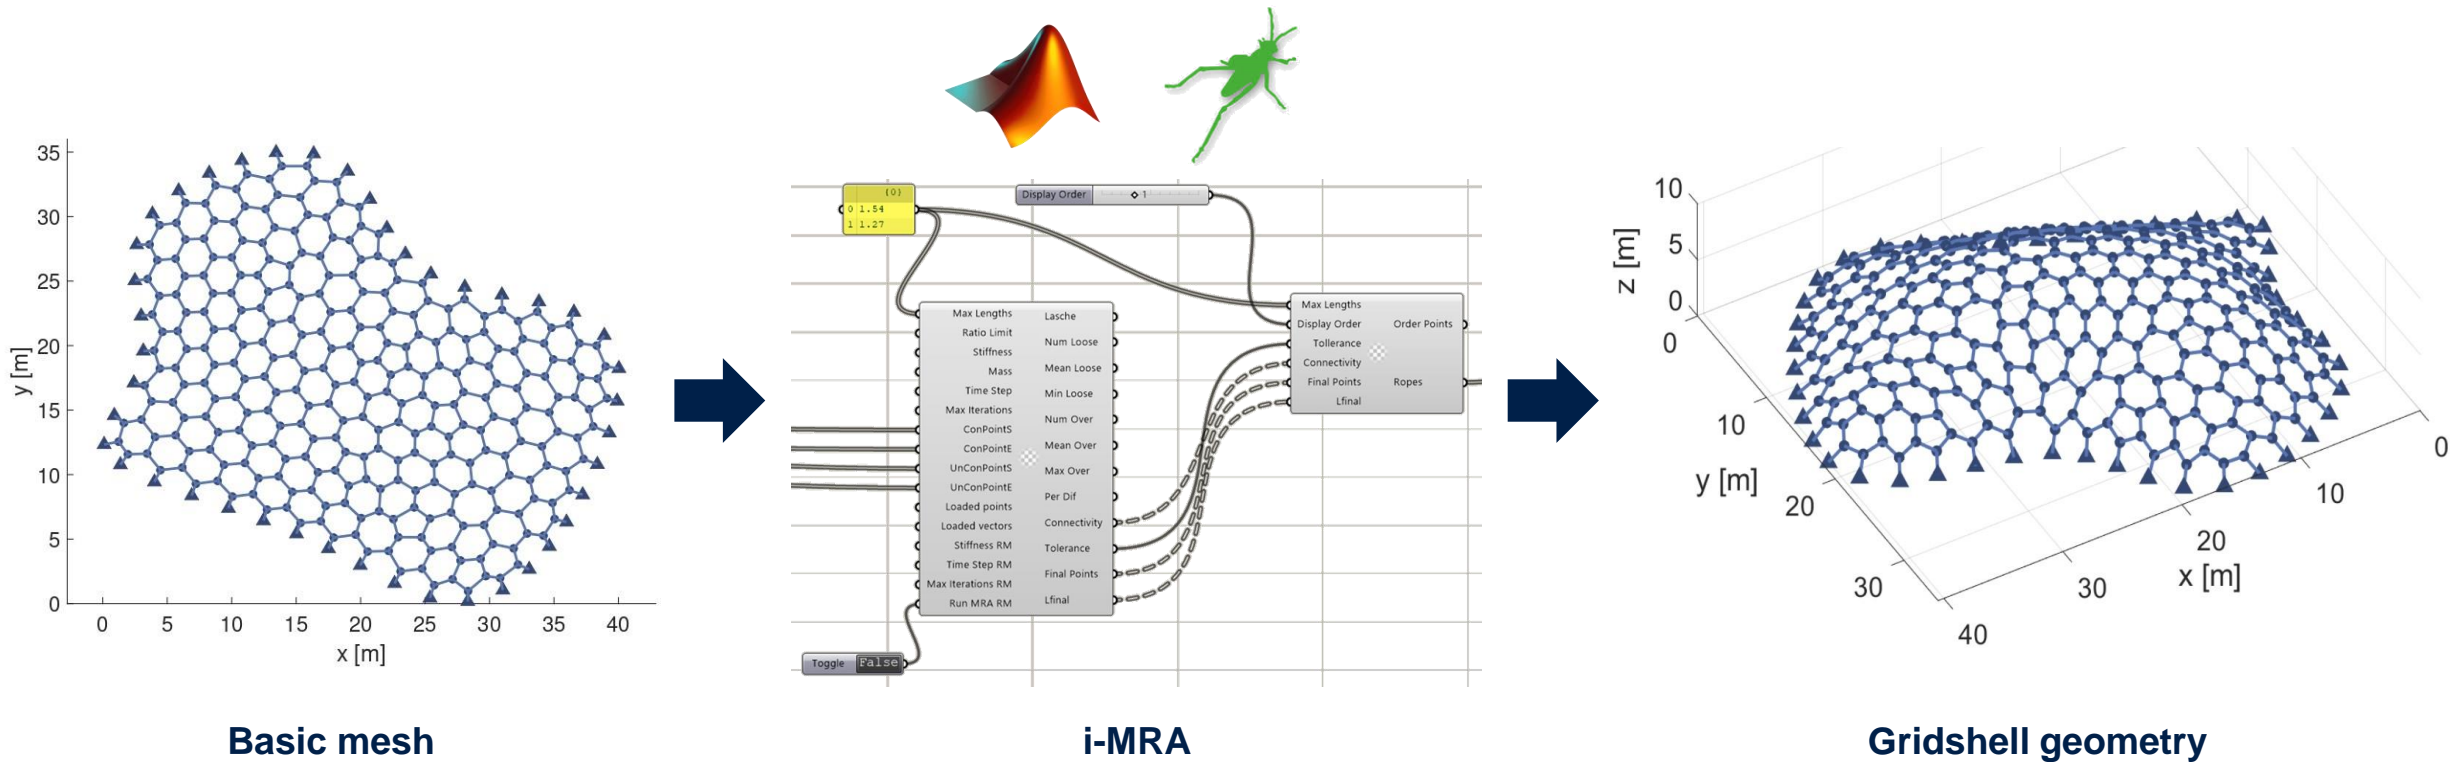 35
30
25
20
15
10
5
0
y [m]
0 5 10 15 20 25 30 35 40
x [m]
Basic mesh
{0}
0 1.54
1 1.27
Display Order ◇ 1
Max Lengths
Ratio Limit
Stiffness
Mass
Time Step
Max Iterations
ConPointS
ConPointE
UnConPointS
UnConPointE
Loaded points
Loaded vectors
Stiffness RM
Time Step RM
Max Iterations RM
Run MRA RM
Lasche
Num Loose
Mean Loose
Min Loose
Num Over
Mean Over
Max Over
Per Dif
Connectivity
Tolerance
Final Points
Lfinal
Max Lengths
Display Order
Tollerance
Connectivity
Final Points
Lfinal
Order Points
Ropes
Toggle False
i-MRA
10
5
0
z [m]
0
10
20
30
y [m]
40
30
20
10
0
x [m]
Gridshell geometry